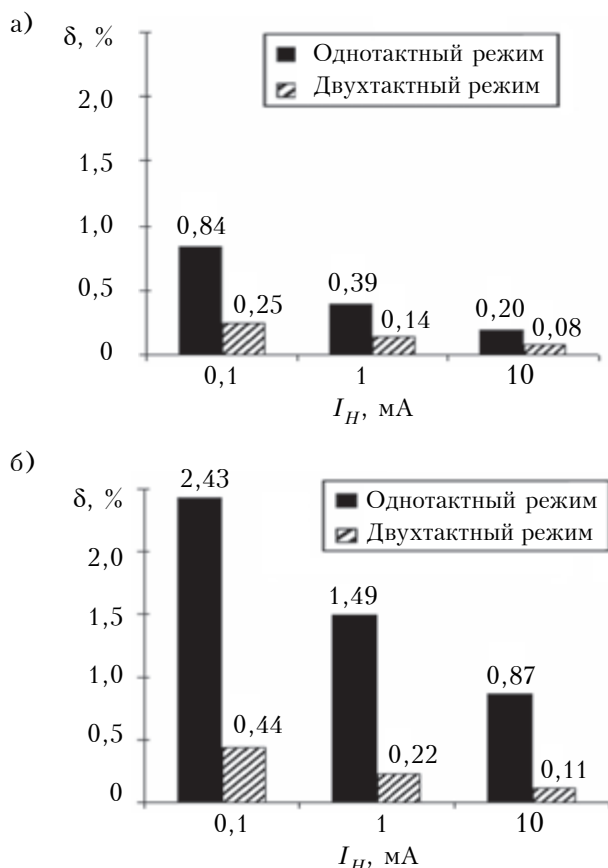 а)
δ, %
Однотактный режим
Двухтактный режим
2,0
1,5
1,0
0,5
0
0,84
0,25
0,39
0,14
0,20
0,08
0,1 1 10
I_H, мА
б)
δ, %
2,43
Однотактный режим
Двухтактный режим
2,0
1,5
1,0
0,5
0
0,44
1,49
0,22
0,87
0,11
0,1 1 10
I_H, мА